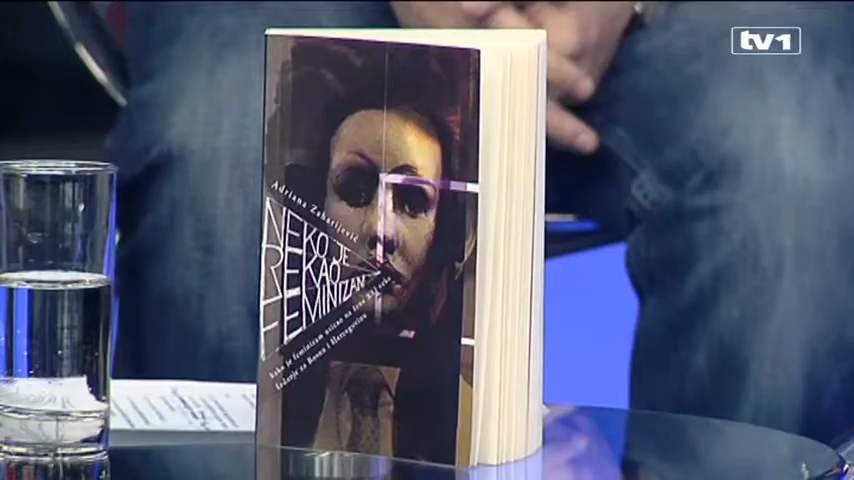 tv1
Adriana Zaharijević
NEKO JE
REKAO
FEMINIZAM
kako je feminizam uticao na žene XXI veka
Izdanje za Bosnu i Hercegovinu